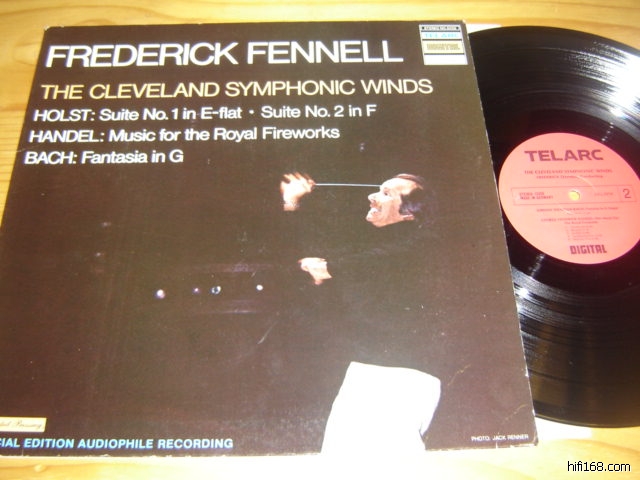 TELARC
FREDERICK FENNELL
THE CLEVELAND SYMPHONIC WINDS
HOLST: Suite No. 1 in E-flat • Suite No. 2 in F
HANDEL: Music for the Royal Fireworks
BACH: Fantasia in G
CIAL EDITION AUDIOPHILE RECORDING
PHOTO: JACK RENNER
TELARC
THE CLEVELAND SYMPHONIC WINDS
2
DIGITAL
hifi168.com